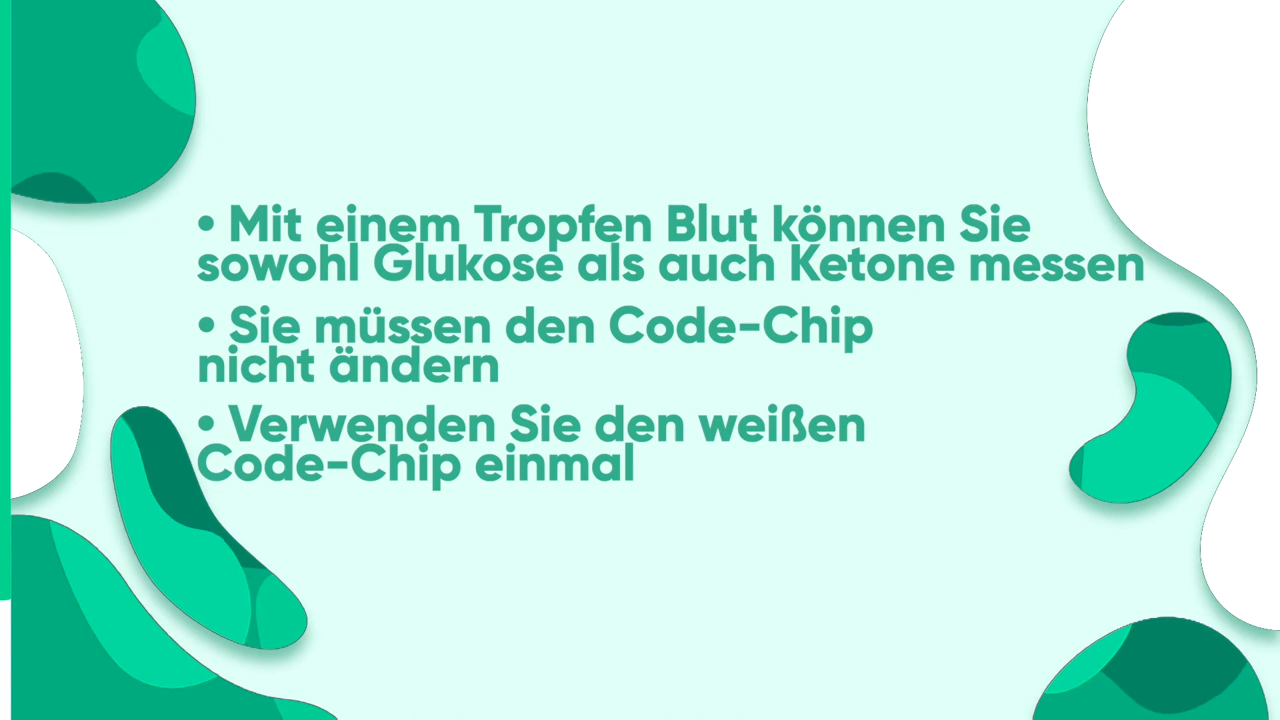 • Mit einem Tropfen Blut können Sie
sowohl Glukose als auch Ketone messen
• Sie müssen den Code-Chip
nicht ändern
• Verwenden Sie den weißen
Code-Chip einmal